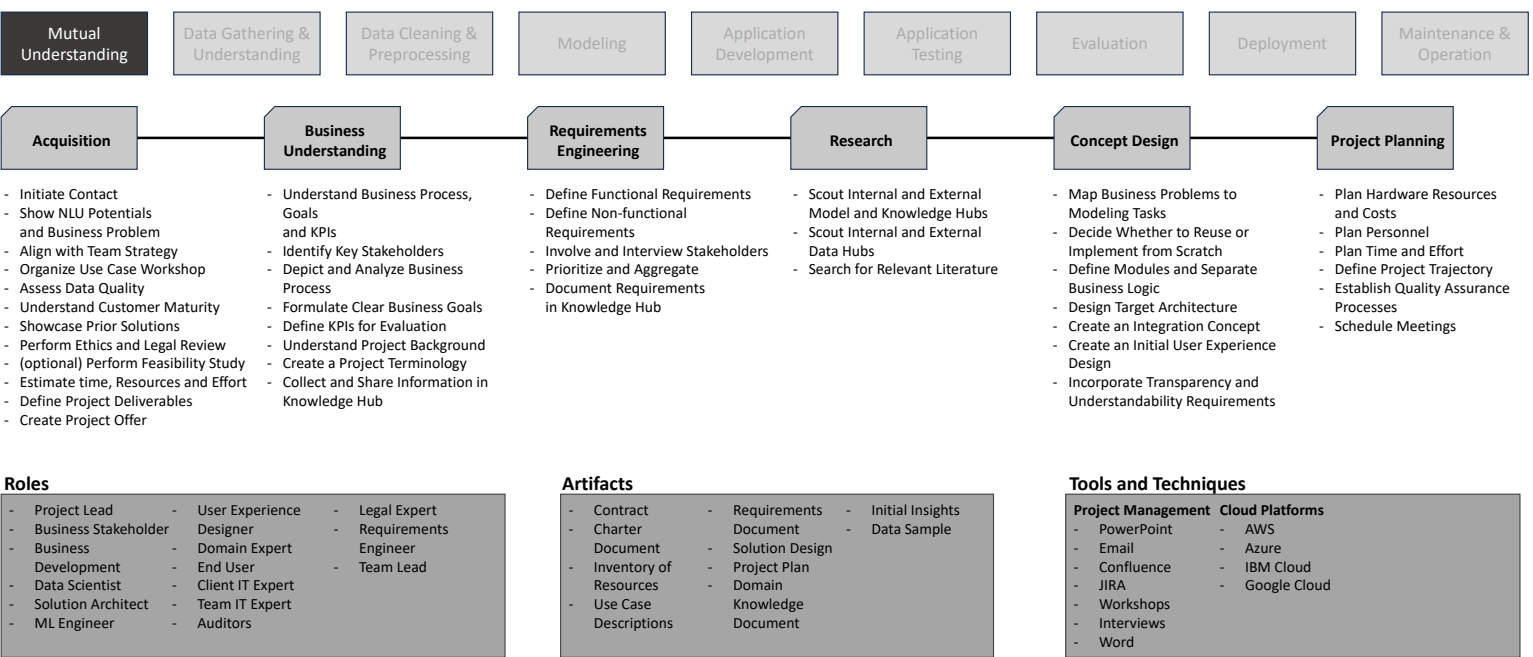 Mutual
Understanding
Data Gathering &
Understanding
Data Cleaning &
Preprocessing
Modeling
Application
Development
Application
Testing
Evaluation
Deployment
Maintenance &
Operation
Acquisition
Business
Understanding
Requirements
Engineering
Research
Concept Design
Project Planning
- Initiate Contact
- Show NLU Potentials
and Business Problem
- Align with Team Strategy
- Organize Use Case Workshop
- Assess Data Quality
- Understand Customer Maturity
- Showcase Prior Solutions
- Perform Ethics and Legal Review
- (optional) Perform Feasibility Study
- Estimate time, Resources and Effort
- Define Project Deliverables
- Create Project Offer
- Understand Business Process,
Goals
and KPIs
- Identify Key Stakeholders
- Depict and Analyze Business
Process
- Formulate Clear Business Goals
- Define KPIs for Evaluation
- Understand Project Background
- Create a Project Terminology
- Collect and Share Information in
Knowledge Hub
- Define Functional Requirements
- Define Non-functional
Requirements
- Involve and Interview Stakeholders
- Prioritize and Aggregate
- Document Requirements
in Knowledge Hub
- Scout Internal and External
Model and Knowledge Hubs
- Scout Internal and External
Data Hubs
- Search for Relevant Literature
- Map Business Problems to
Modeling Tasks
- Decide Whether to Reuse or
Implement from Scratch
- Define Modules and Separate
Business Logic
- Design Target Architecture
- Create an Integration Concept
- Create an Initial User Experience
Design
- Incorporate Transparency and
Understandability Requirements
- Plan Hardware Resources
and Costs
- Plan Personnel
- Plan Time and Effort
- Define Project Trajectory
- Establish Quality Assurance
Processes
- Schedule Meetings
Roles
- Project Lead
- Business Stakeholder
- Business
Development
- Data Scientist
- Solution Architect
- ML Engineer
- User Experience
Designer
- Domain Expert
- End User
- Client IT Expert
- Team IT Expert
- Auditors
- Legal Expert
- Requirements
Engineer
- Team Lead
Artifacts
- Contract
- Charter
Document
- Inventory of
Resources
- Use Case
Descriptions
- Requirements
Document
- Solution Design
- Project Plan
- Domain
Knowledge
Document
- Initial Insights
- Data Sample
Tools and Techniques
Project Management
- PowerPoint
- Email
- Confluence
- JIRA
- Workshops
- Interviews
- Word
Cloud Platforms
- AWS
- Azure
- IBM Cloud
- Google Cloud